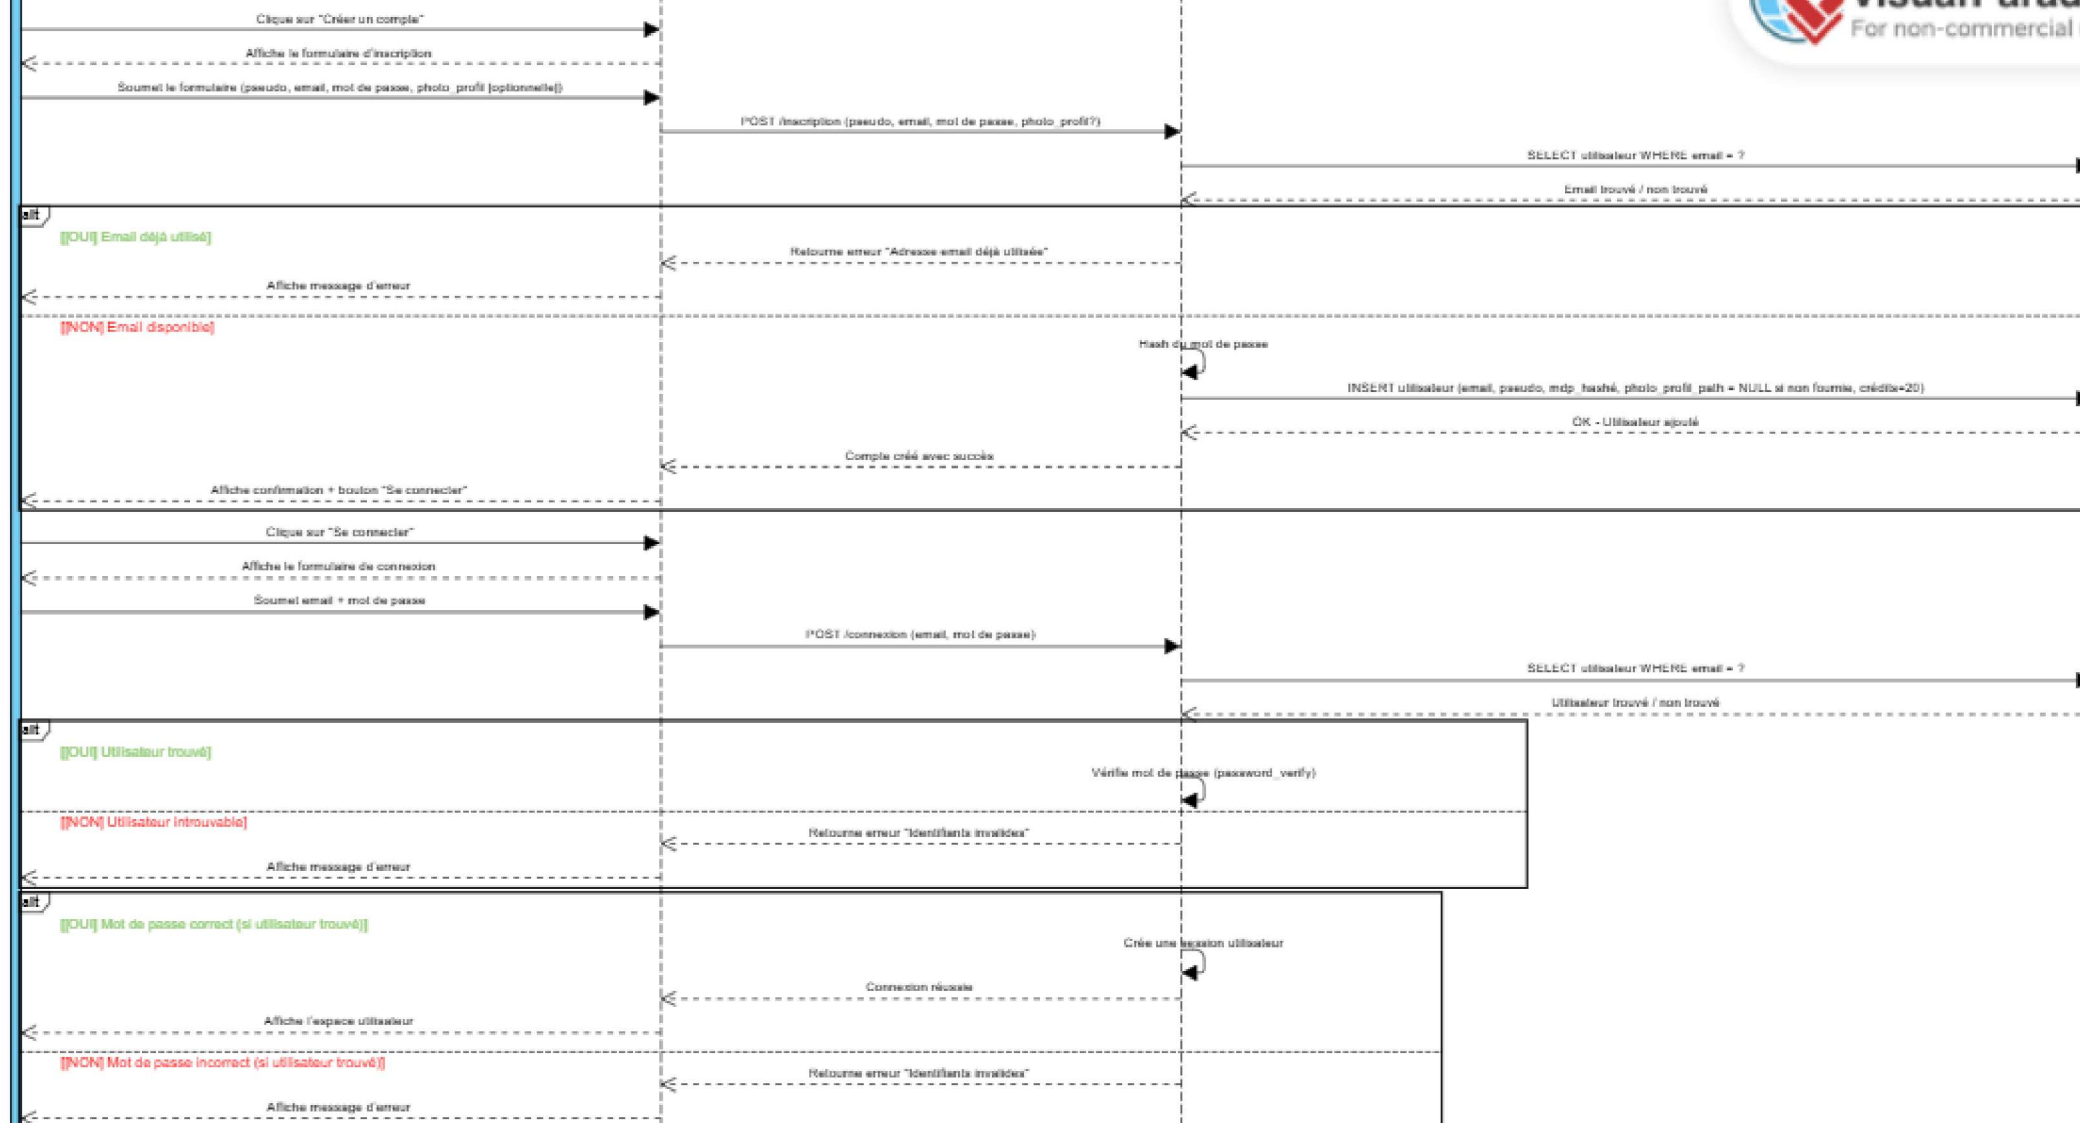 For non-commercial
Clique sur "Créer un compte"
Affiche le formulaire d'inscription
Soumet le formulaire (pseudo, email, mot de passe, photo_profil [optionnelle])
POST /inscription (pseudo, email, mot de passe, photo_profil?)
SELECT utilisateur WHERE email = ?
Email trouvé / non trouvé
alt
[[OUI] Email déjà utilisé]
Retourne erreur "Adresse email déjà utilisée"
Affiche message d'erreur
[[NON] Email disponible]
Hash du mot de passe
INSERT utilisateur (email, pseudo, mdp_hashé, photo_profil_path = NULL si non fournie, crédits=20)
OK - Utilisateur ajouté
Compte créé avec succès
Affiche confirmation + bouton "Se connecter"
Clique sur "Se connecter"
Affiche le formulaire de connexion
Soumet email + mot de passe
POST /connexion (email, mot de passe)
SELECT utilisateur WHERE email = ?
Utilisateur trouvé / non trouvé
alt
[[OUI] Utilisateur trouvé]
Vérifie mot de passe (password_verify)
[[NON] Utilisateur introuvable]
Retourne erreur "Identifiants invalides"
Affiche message d'erreur
alt
[[OUI] Mot de passe correct (si utilisateur trouvé)]
Crée une session utilisateur
Connexion réussie
Affiche l'espace utilisateur
[[NON] Mot de passe incorrect (si utilisateur trouvé)]
Retourne erreur "Identifiants invalides"
Affiche message d'erreur